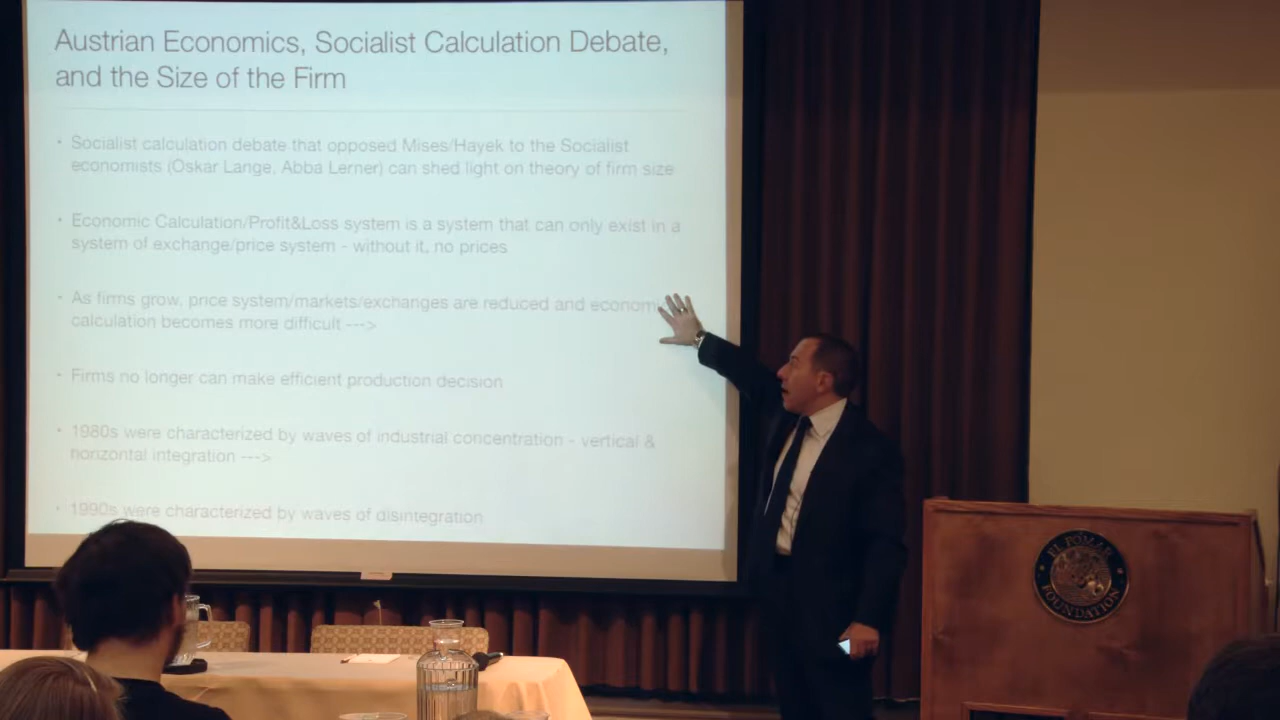 Austrian Economics, Socialist Calculation Debate,
and the Size of the Firm
• Socialist calculation debate that opposed Mises/Hayek to the Socialist
economists (Oskar Lange, Abba Lerner) can shed light on theory of firm size
• Economic Calculation/Profit&Loss system is a system that can only exist in a
system of exchange/price system - without it, no prices
• As firms grow, price system/markets/exchanges are reduced and econom
calculation becomes more difficult --->
• Firms no longer can make efficient production decision
• 1980s were characterized by waves of industrial concentration - vertical &
horizontal integration --->
• 1990s were characterized by waves of disintegration
EL POMAR
FOUNDATION